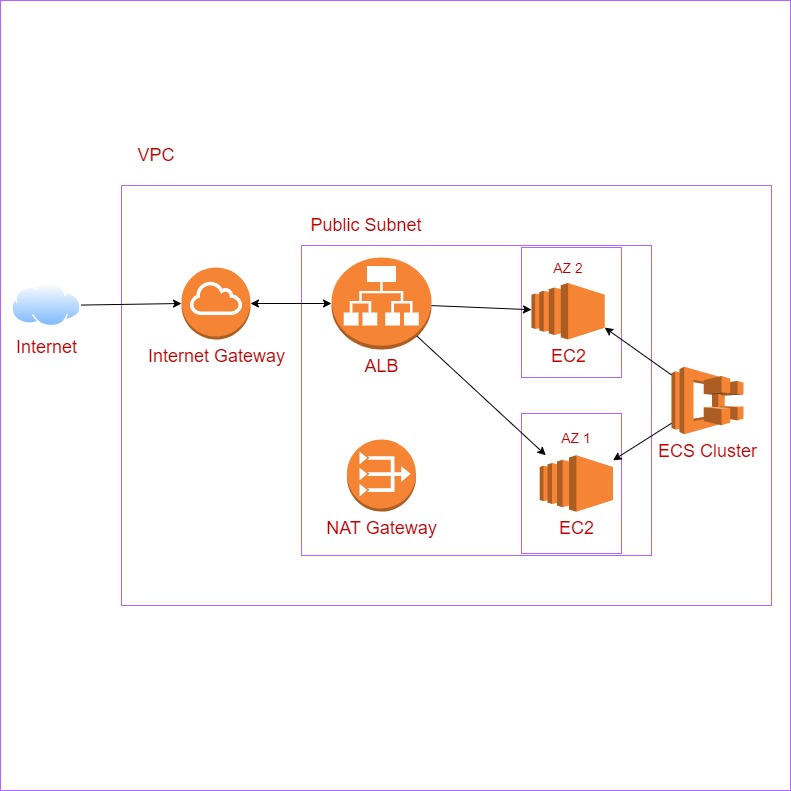 VPC
Public Subnet
AZ 2
EC2
Internet
Internet Gateway
ALB
AZ 1
ECS Cluster
NAT Gateway
EC2